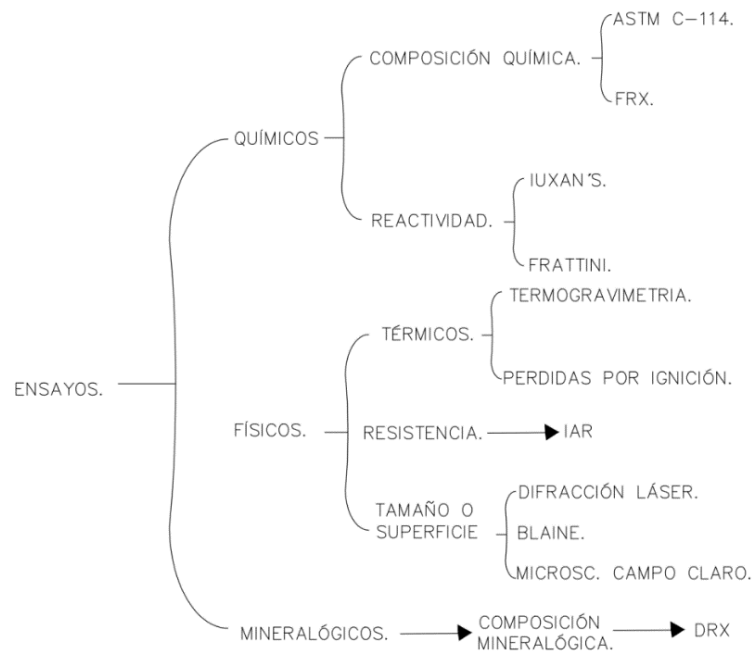 ENSAYOS.
QUÍMICOS
COMPOSICIÓN QUÍMICA.
ASTM C-114.
FRX.
REACTIVIDAD.
IUXAN´S.
FRATTINI.
FÍSICOS.
TÉRMICOS.
TERMOGRAVIMETRIA.
PERDIDAS POR IGNICIÓN.
RESISTENCIA.
IAR
TAMAÑO O
SUPERFICIE
DIFRACCIÓN LÁSER.
BLAINE.
MICROSC. CAMPO CLARO.
MINERALÓGICOS.
COMPOSICIÓN
MINERALÓGICA.
DRX